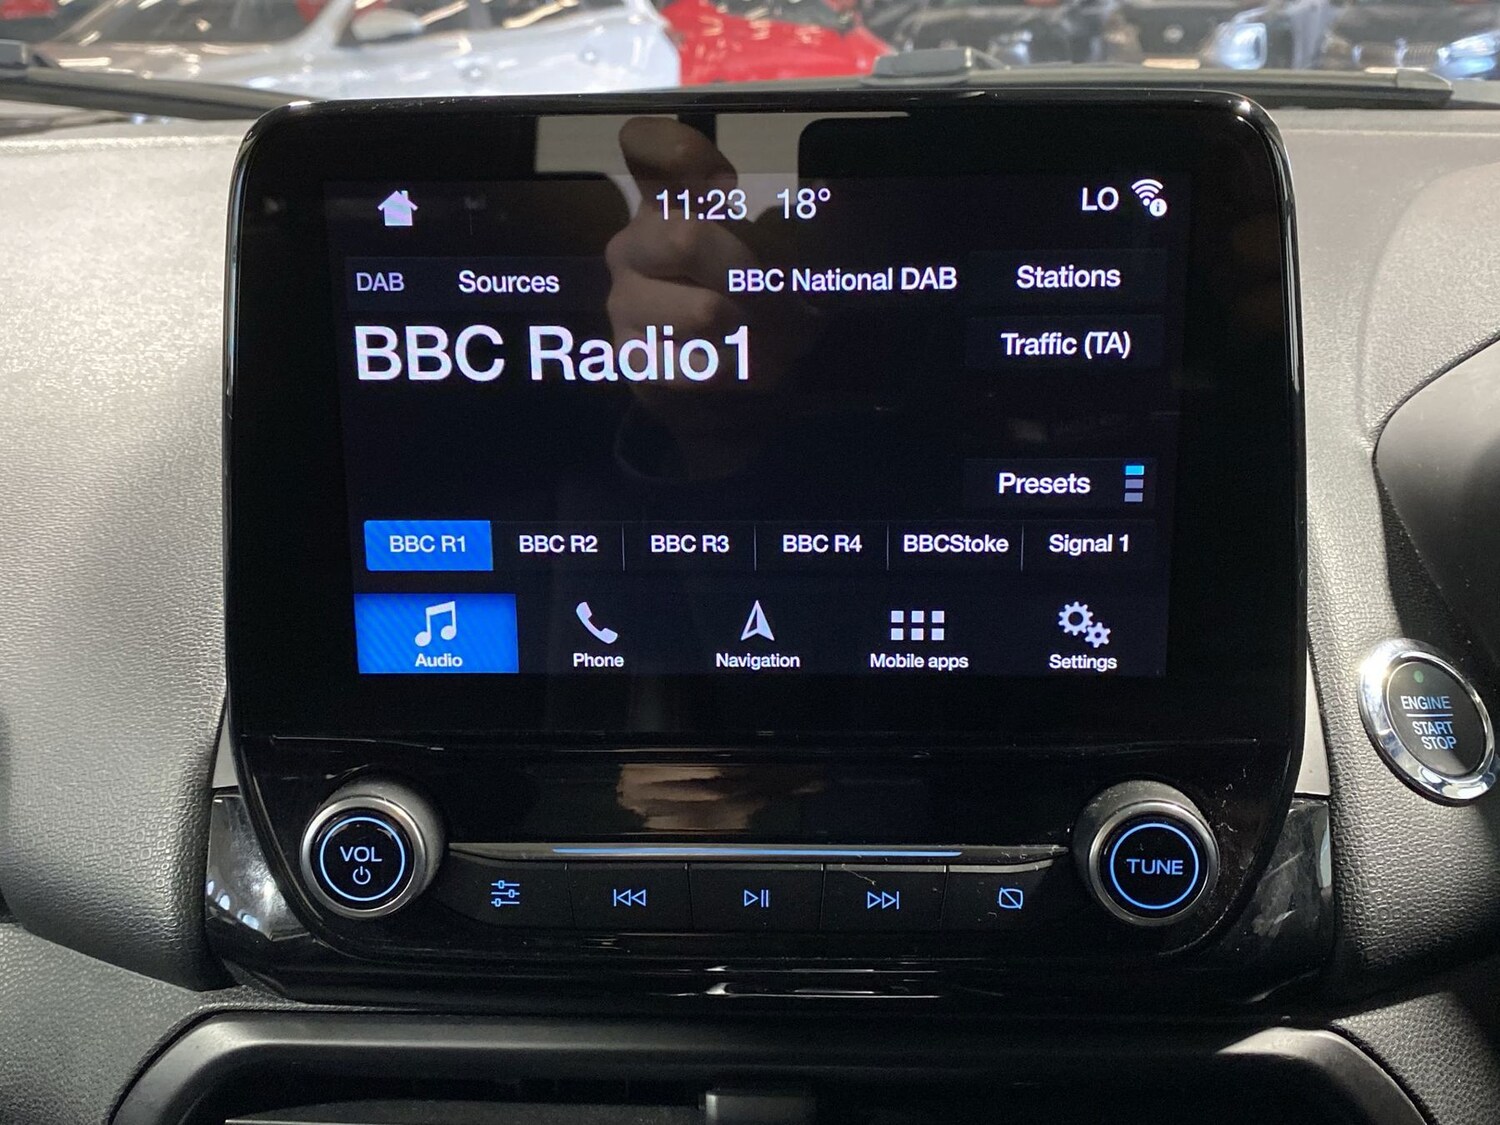 11:23 18° LO
DAB Sources BBC National DAB Stations
BBC Radio1
Traffic (TA)
Presets
BBC R1 BBC R2 BBC R3 BBC R4 BBCStoke Signal 1
Audio Phone Navigation Mobile apps Settings
ENGINE
START
STOP
VOL
TUNE